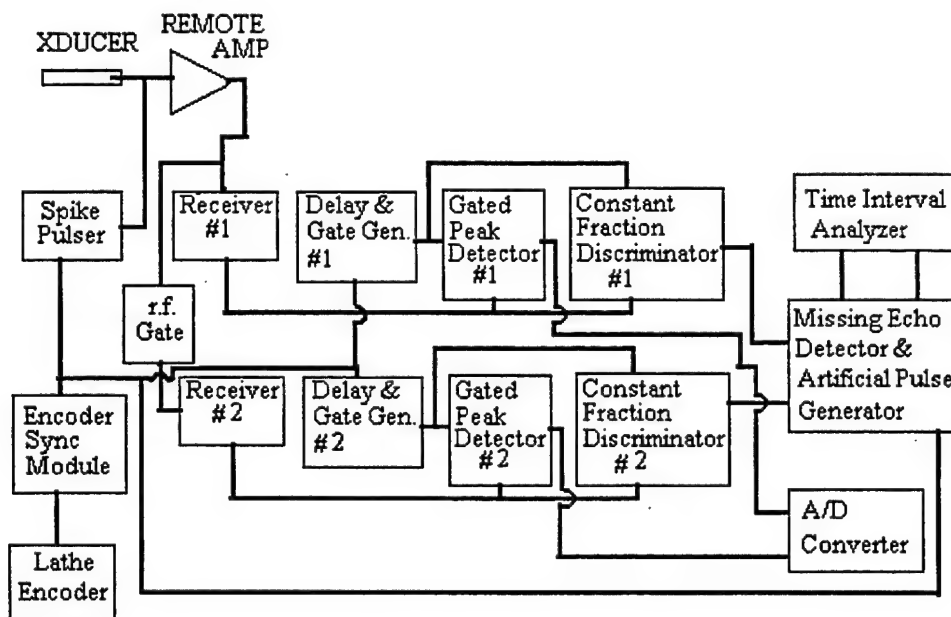 XDUCER
REMOTE
AMP
Spike
Pulser
Receiver
#1
Delay &
Gate Gen.
#1
Gated
Peak
Detector
#1
Constant
Fraction
Discriminator
#1
Time Interval
Analyzer
r.f.
Gate
Missing Echo
Detector &
Artificial Pulse
Generator
Encoder
Sync
Module
Receiver
#2
Delay &
Gate Gen.
#2
Gated
Peak
Detector
#2
Constant
Fraction
Discriminator
#2
A/D
Converter
Lathe
Encoder